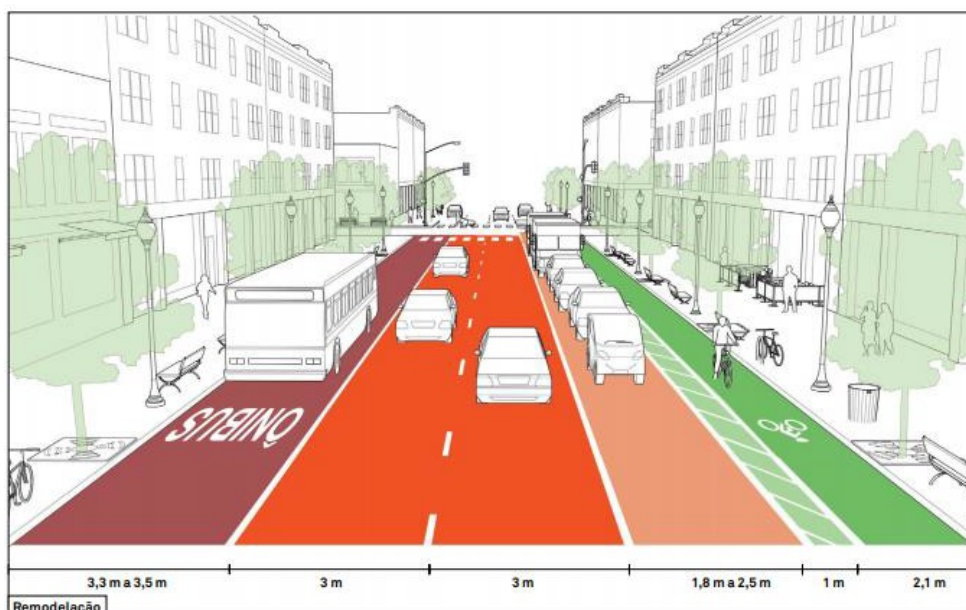 ÔNIBUS
3,3 m a 3,5 m
3 m
3 m
1,8 m a 2,5 m
1 m
2,1 m
Remodelação